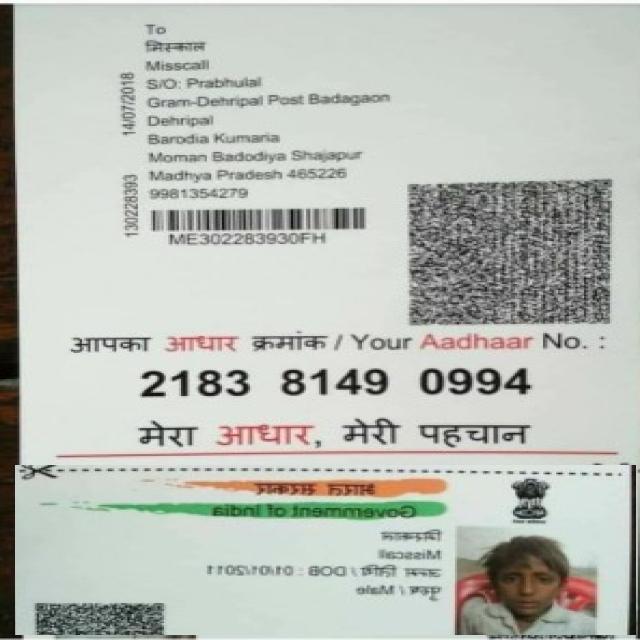 To
मिस्काल
Misscall
S/O: Prabhulal
Gram-Dehripal Post Badagaon
Dehripal
Barodia Kumaria
Moman Badodiya Shajapur
Madhya Pradesh 465226
9981354279
14/07/2018
130228393
ME302283930FH
आपका आधार क्रमांक / Your Aadhaar No. :
2183 8149 0994
मेरा आधार, मेरी पहचान
भारत सरकार
Government of India
मिस्काल
Misscall
जन्म तिथि / DOB : 01/01/2011
पुरुष / Male